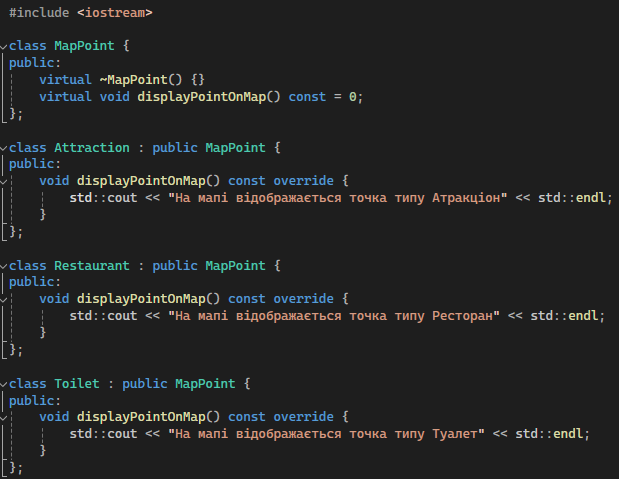 #include <iostream>
class MapPoint {
public:
    virtual ~MapPoint() {}
    virtual void displayPointOnMap() const = 0;
};
class Attraction : public MapPoint {
public:
    void displayPointOnMap() const override {
        std::cout << "На мапі відображається точка типу Атракціон" << std::endl;
    }
};
class Restaurant : public MapPoint {
public:
    void displayPointOnMap() const override {
        std::cout << "На мапі відображається точка типу Ресторан" << std::endl;
    }
};
class Toilet : public MapPoint {
public:
    void displayPointOnMap() const override {
        std::cout << "На мапі відображається точка типу Туалет" << std::endl;
    }
};